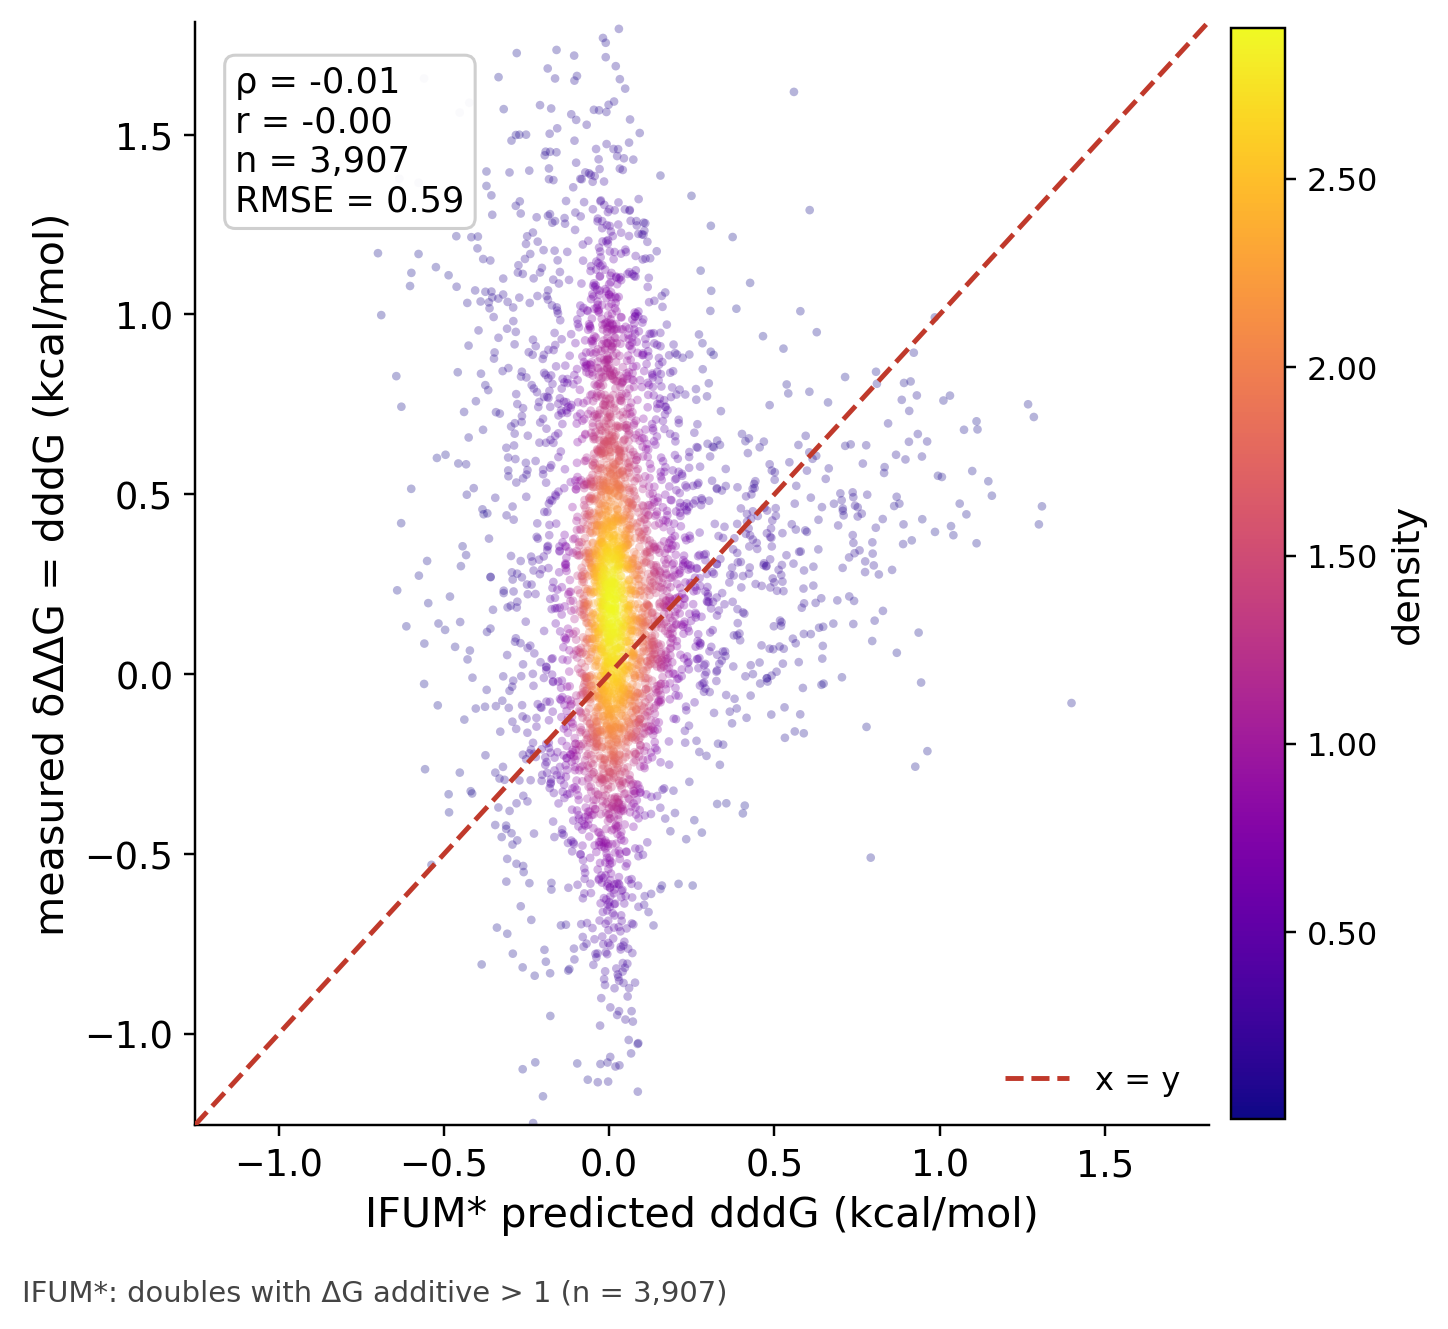 ρ = -0.01
r = -0.00
n = 3,907
RMSE = 0.59
measured δΔΔG = dddG (kcal/mol)
1.5
1.0
0.5
0.0
−0.5
−1.0
−1.0
−0.5
0.0
0.5
1.0
1.5
IFUM* predicted dddG (kcal/mol)
x = y
2.50
2.00
1.50
1.00
0.50
density
IFUM*: doubles with ΔG additive > 1 (n = 3,907)